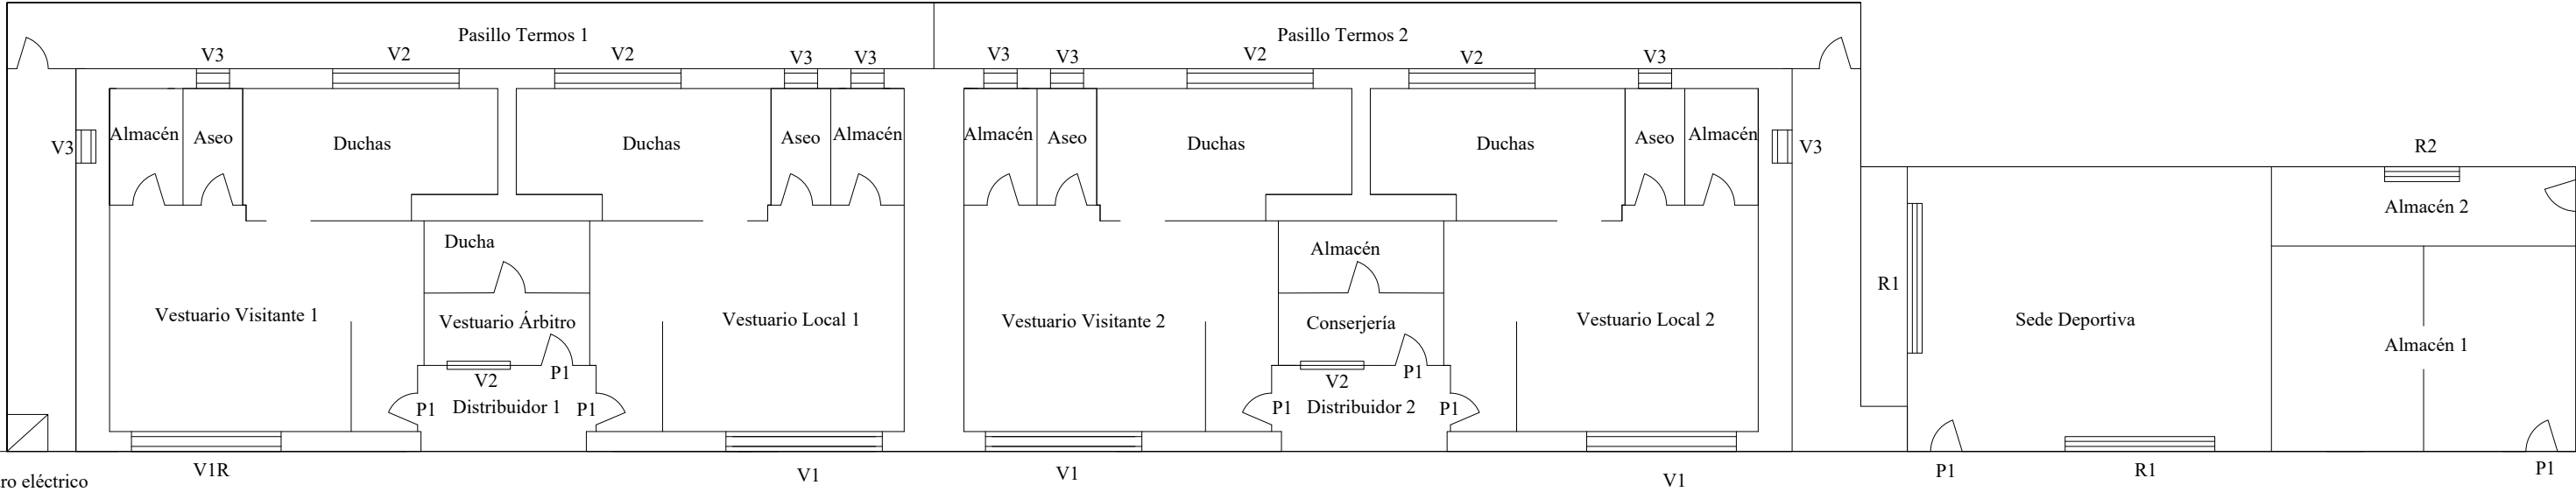 Pasillo Termos 1
Pasillo Termos 2
V3
V2
V2
V3
V3
V3
V3
V2
V2
V3
Almacén
Aseo
Duchas
Duchas
Aseo
Almacén
Almacén
Aseo
Duchas
Duchas
Aseo
Almacén
V3
V3
R2
Almacén 2
Ducha
Almacén
R1
Vestuario Visitante 1
Vestuario Árbitro
Vestuario Local 1
Vestuario Visitante 2
Conserjería
Vestuario Local 2
Sede Deportiva
Almacén 1
V2
P1
V2
P1
P1
Distribuidor 1
P1
P1
Distribuidor 2
P1
V1R
V1
V1
V1
P1
R1
P1
ro eléctrico